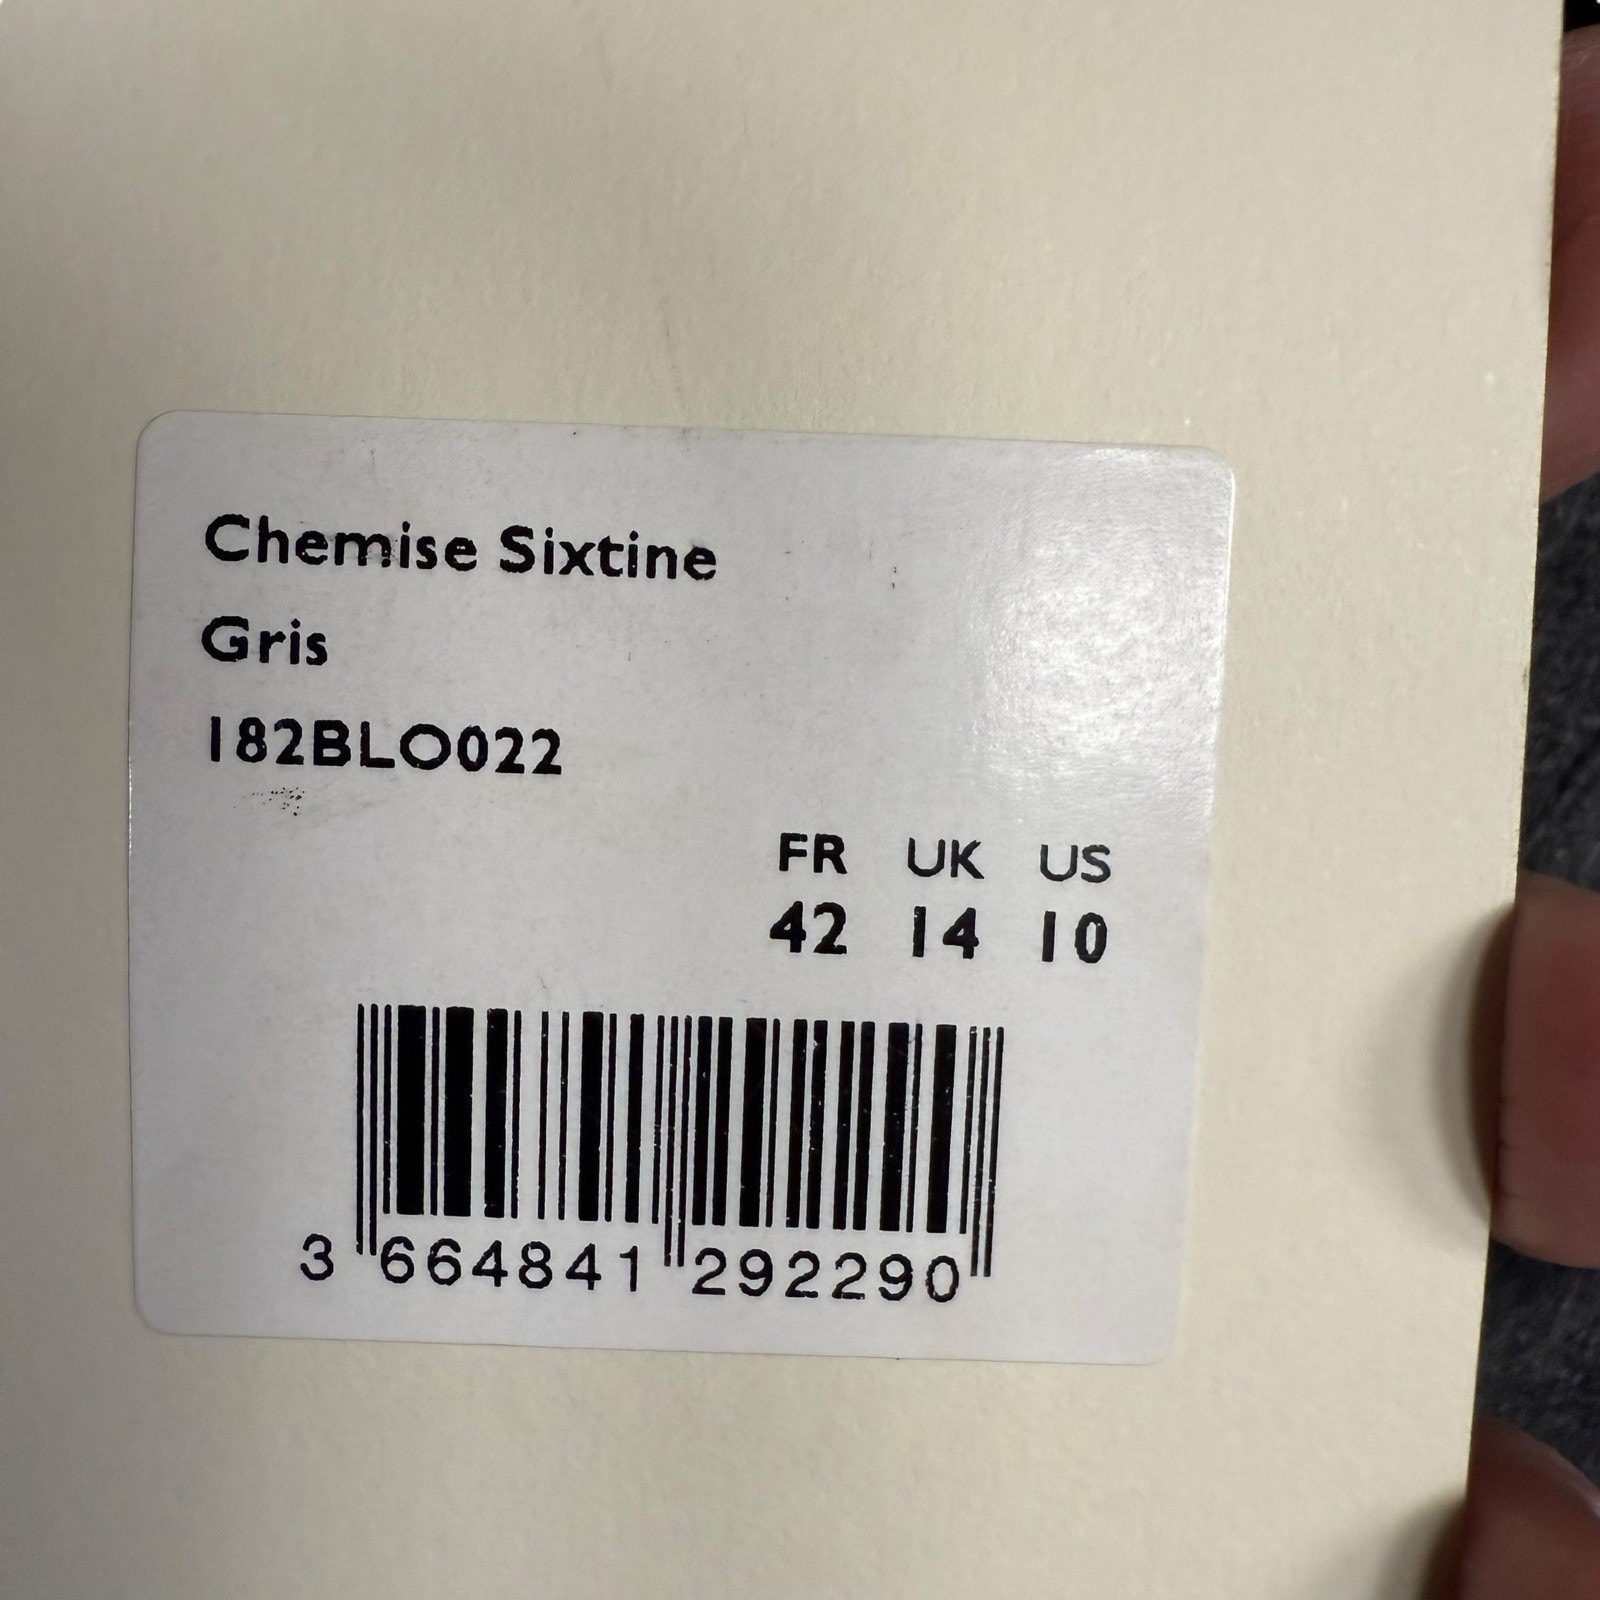 Chemise Sixtine
Gris
182BLO022
FR UK US
42 14 10
3 664841 292290